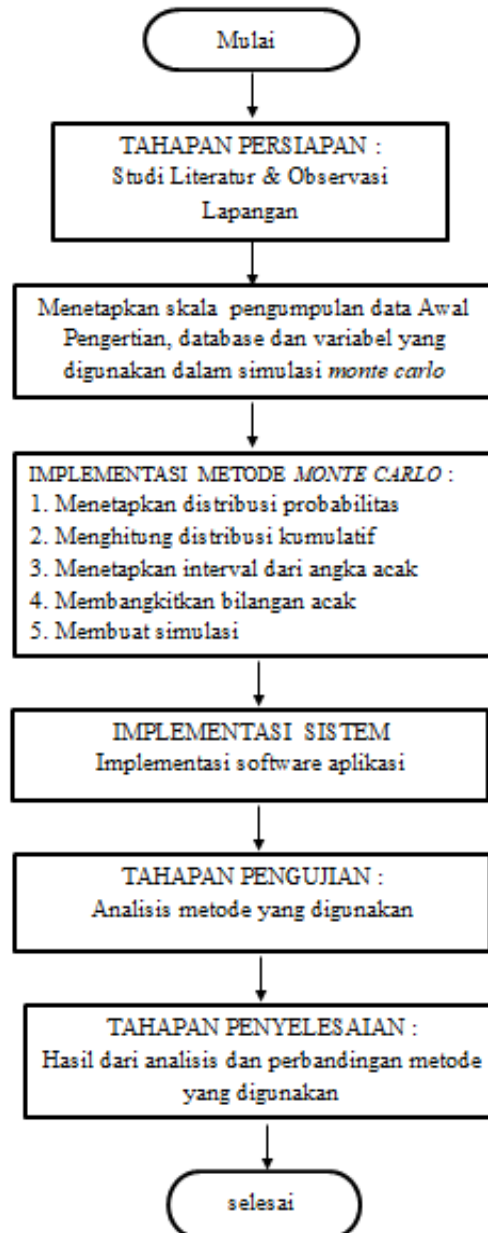 Mulai
TAHAPAN PERSIAPAN :
Studi Literatur & Observasi
Lapangan
Menetapkan skala pengumpulan data Awal
Pengertian, database dan variabel yang
digunakan dalam simulasi monte carlo
IMPLEMENTASI METODE MONTE CARLO :
1. Menetapkan distribusi probabilitas
2. Menghitung distribusi kumulatif
3. Menetapkan interval dari angka acak
4. Membangkitkan bilangan acak
5. Membuat simulasi
IMPLEMENTASI SISTEM
Implementasi software aplikasi
TAHAPAN PENGUJIAN :
Analisis metode yang digunakan
TAHAPAN PENYELESAIAN :
Hasil dari analisis dan perbandingan metode
yang digunakan
selesai